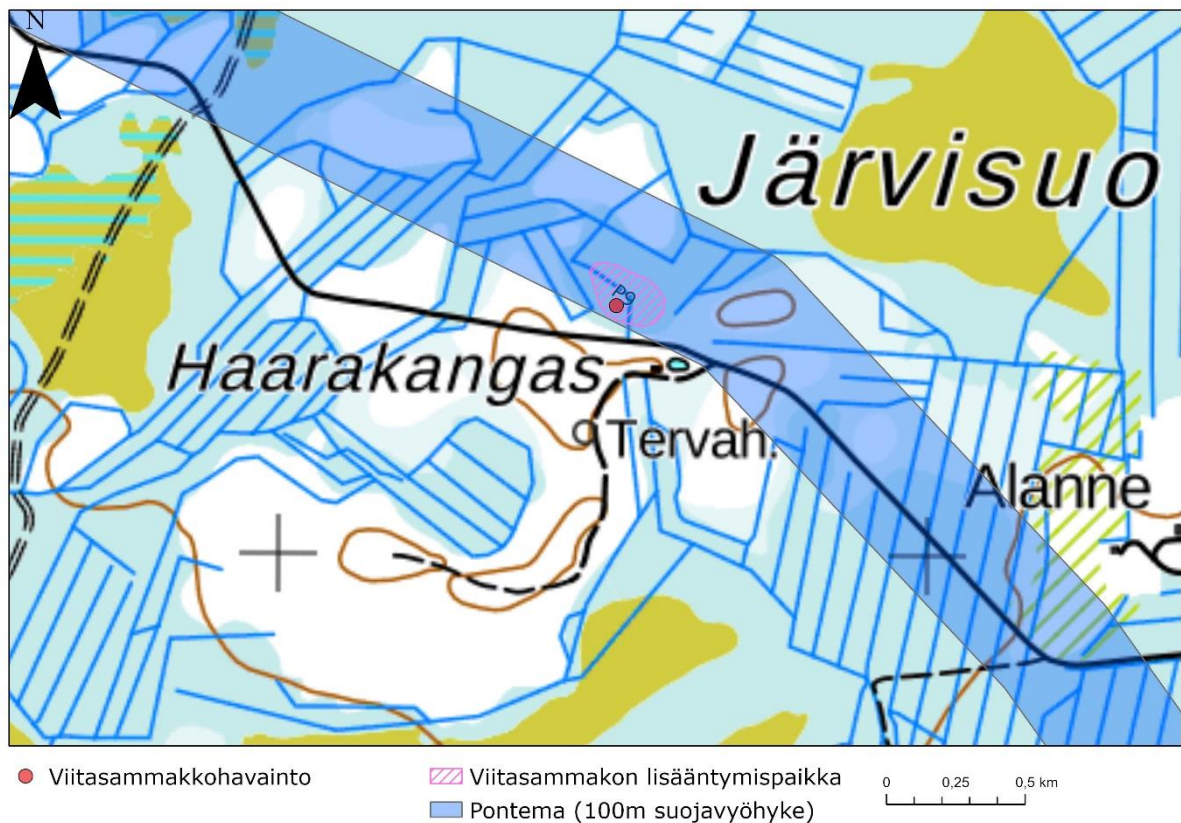 N
Järvisuo
P9
Haarakangas
Tervah.
Alanne
Viitasammakkohavainto
Viitasammakon lisääntymispaikka
0 0,25 0,5 km
Pontema (100m suojavyöhyke)